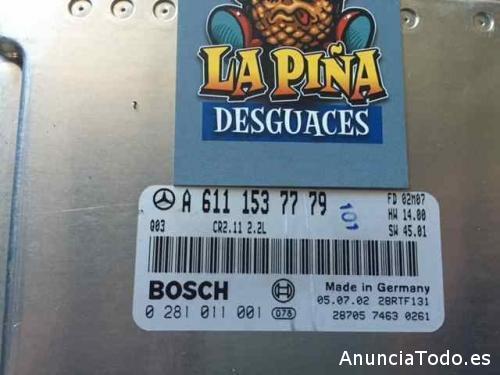 LA PIÑA
DESGUACES
A 611 153 77 79
101
FD 02M07
HW 14.00
SW 45.01
Q03
CR2.11 2.2L
BOSCH
Made in Germany
05.07.02 28RTF131
0 281 011 001
Q78
28705 7463 0261
AnunciaTodo.es